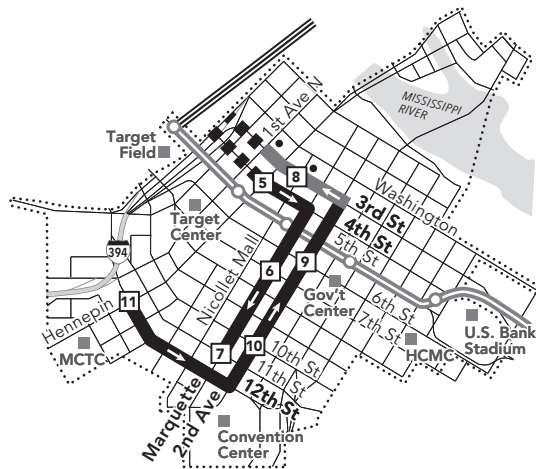 1st Ave N
MISSISSIPPI
RIVER
Target
Field
8
5
Washington
3rd St
4th St
5th St
Target
Center
394
Nicollet Mall
6
9
Gov't
Center
6th St
7th St
11
Hennepin
MCTC
7
10
10th St
11th St
12th St
HCMC
U.S. Bank
Stadium
Marquette
2nd Ave
Convention
Center